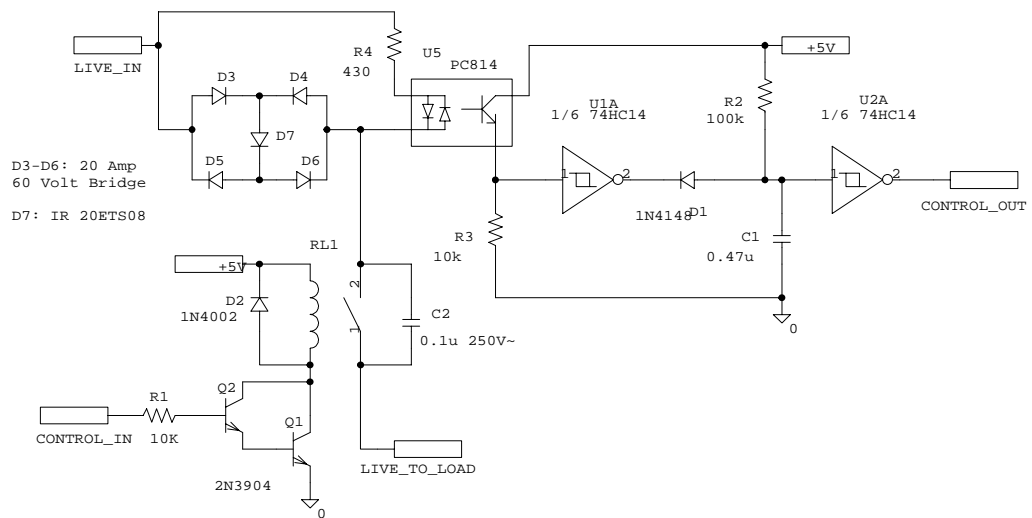 LIVE_IN
R4
430
U5
PC814
+5V
D3
D4
D7
D5
D6
D3-D6: 20 Amp
60 Volt Bridge
D7: IR 20ETS08
U1A
1/6 74HC14
R2
100k
U2A
1/6 74HC14
1
2
1N4148
D1
1
2
CONTROL_OUT
R3
10k
C1
0.47u
0
RL1
+5V
D2
1N4002
2
1
C2
0.1u 250V~
Q2
R1
10K
CONTROL_IN
Q1
2N3904
LIVE_TO_LOAD
0